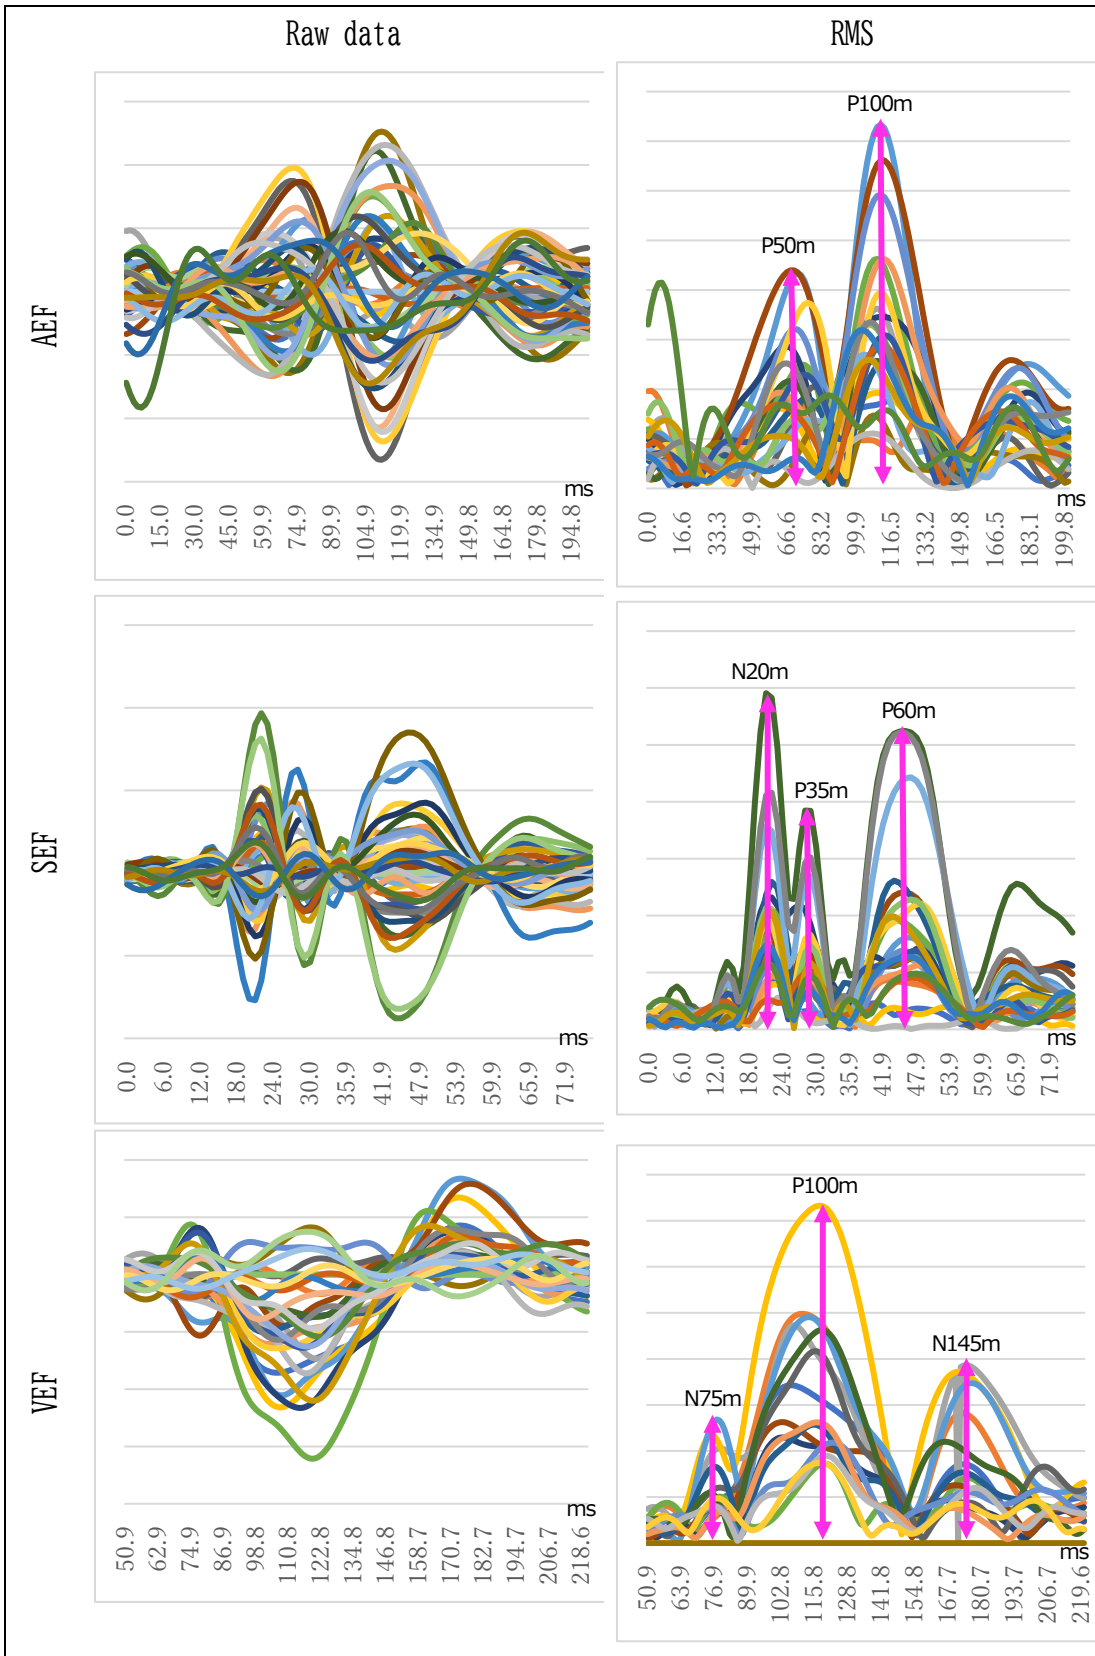 Raw data
RMS
AEF
ms
0.0 15.0 30.0 45.0 59.9 74.9 89.9 104.9 119.9 134.9 149.8 164.8 179.8 194.8
P50m
P100m
ms
0.0 16.6 33.3 49.9 66.6 83.2 99.9 116.5 133.2 149.8 166.5 183.1 199.8
SEF
ms
0.0 6.0 12.0 18.0 24.0 30.0 35.9 41.9 47.9 53.9 59.9 65.9 71.9
N20m
P35m
P60m
ms
0.0 6.0 12.0 18.0 24.0 30.0 35.9 41.9 47.9 53.9 59.9 65.9 71.9
VEF
ms
50.9 62.9 74.9 86.9 98.8 110.8 122.8 134.8 146.8 158.7 170.7 182.7 194.7 206.7 218.6
N75m
P100m
N145m
ms
50.9 63.9 76.9 89.9 102.8 115.8 128.8 141.8 154.8 167.7 180.7 193.7 206.7 219.6